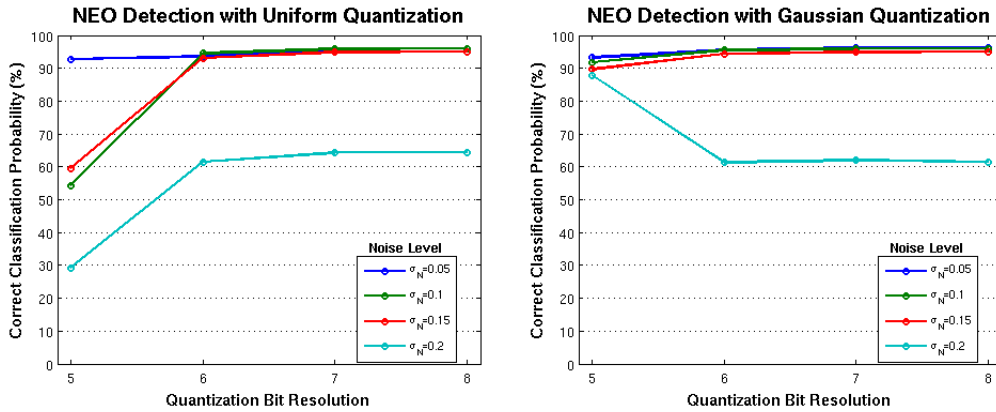 NEO Detection with Uniform Quantization
Correct Classification Probability (%)
100
90
80
70
60
50
40
30
20
10
0
5
6
7
8
Quantization Bit Resolution
Noise Level
σN=0.05
σN=0.1
σN=0.15
σN=0.2
NEO Detection with Gaussian Quantization
Correct Classification Probability (%)
100
90
80
70
60
50
40
30
20
10
0
5
6
7
8
Quantization Bit Resolution
Noise Level
σN=0.05
σN=0.1
σN=0.15
σN=0.2